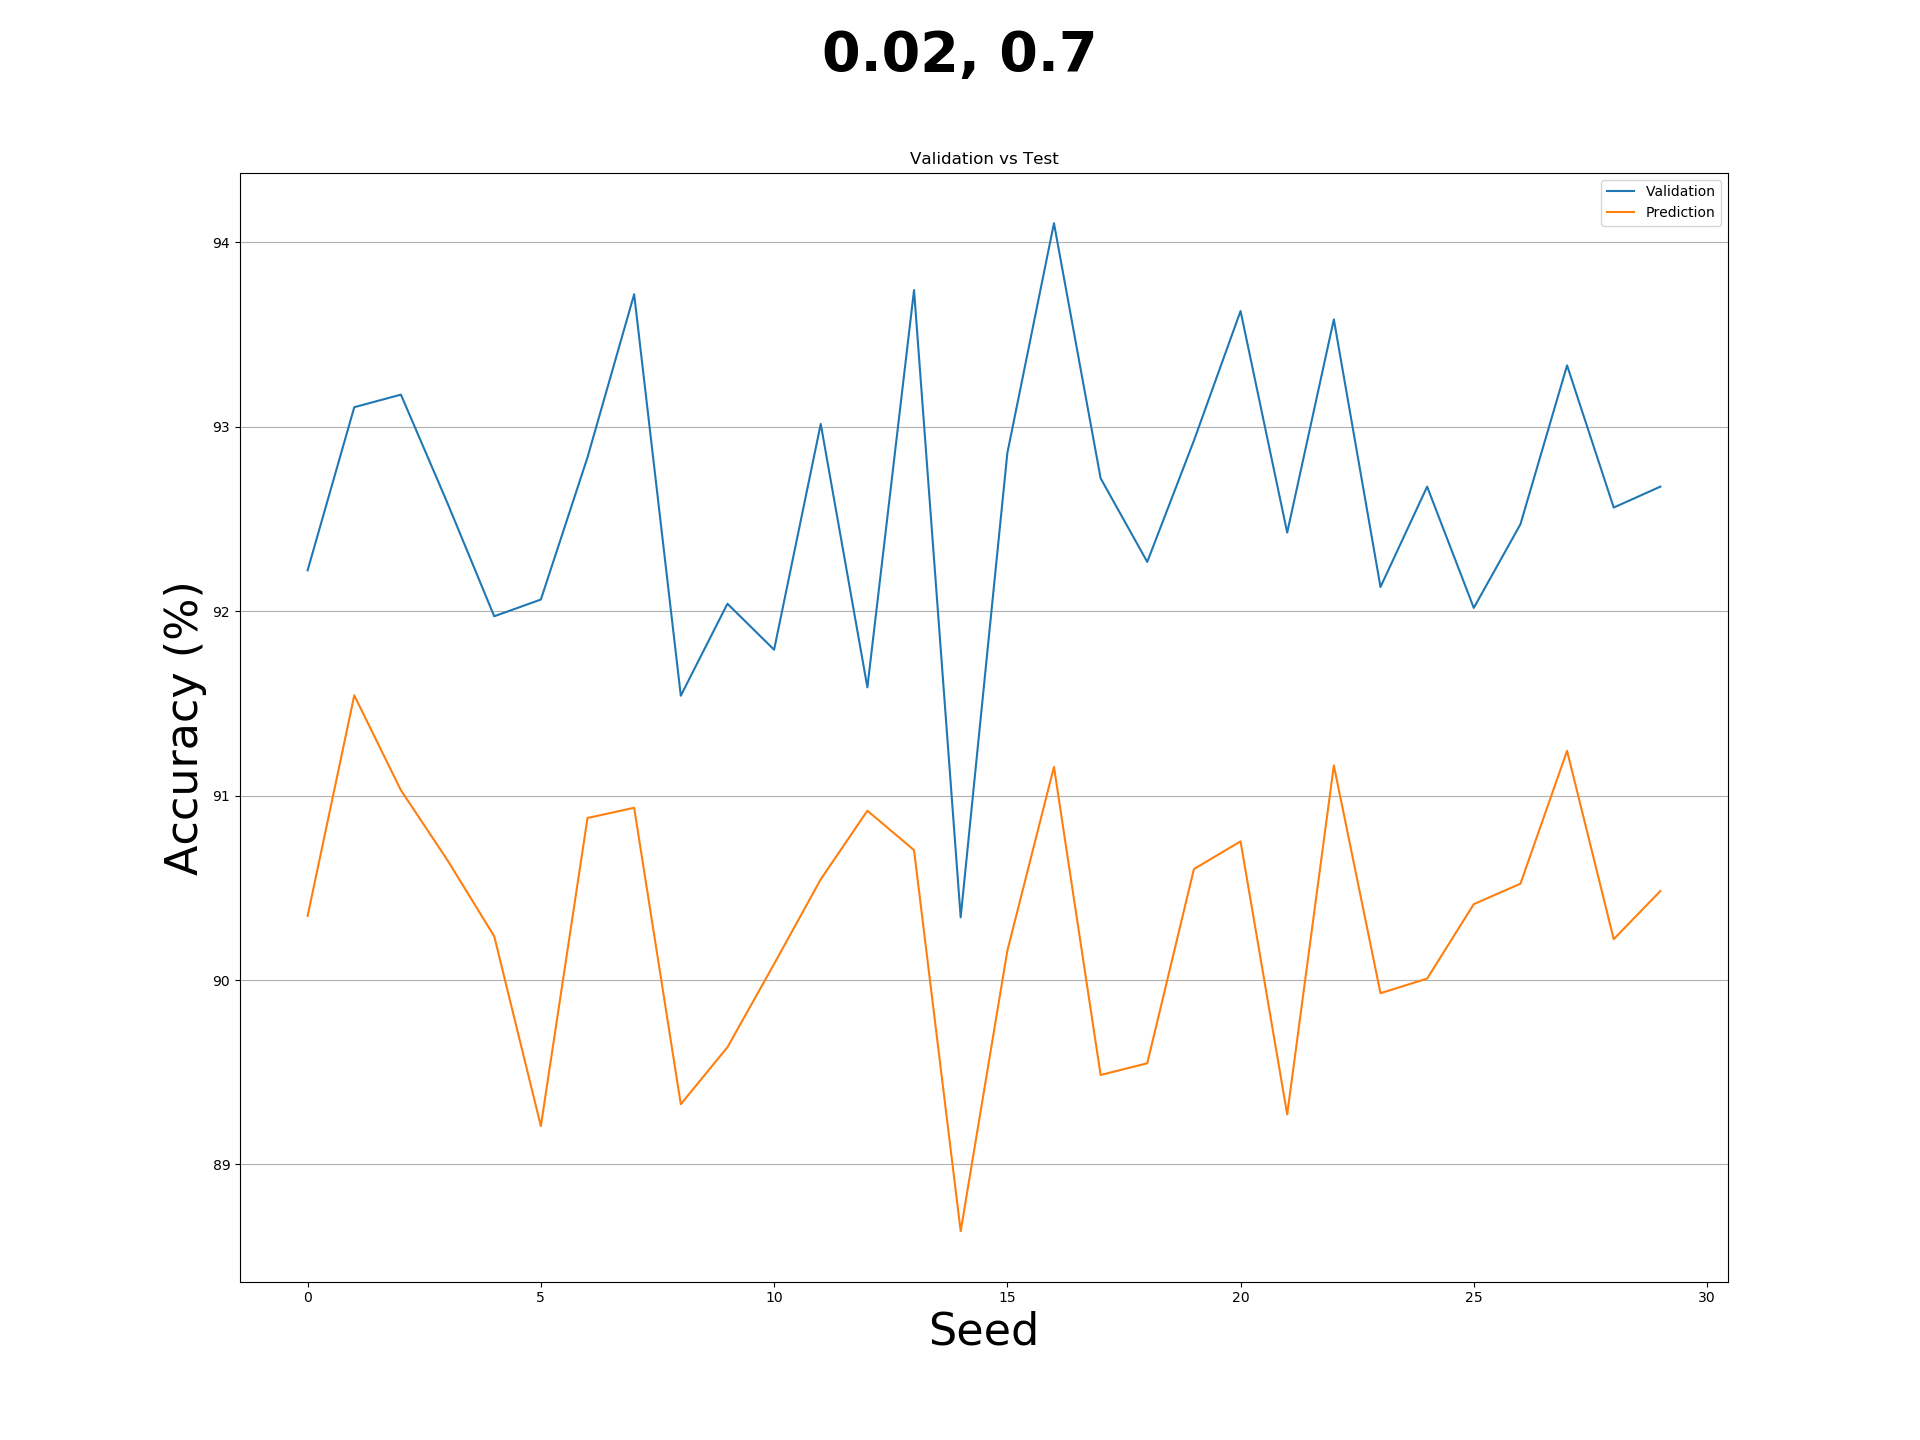 0.02, 0.7
Validation vs Test
Validation
Prediction
94
93
92
91
90
89
Accuracy (%)
0 5 10 15 20 25 30
Seed